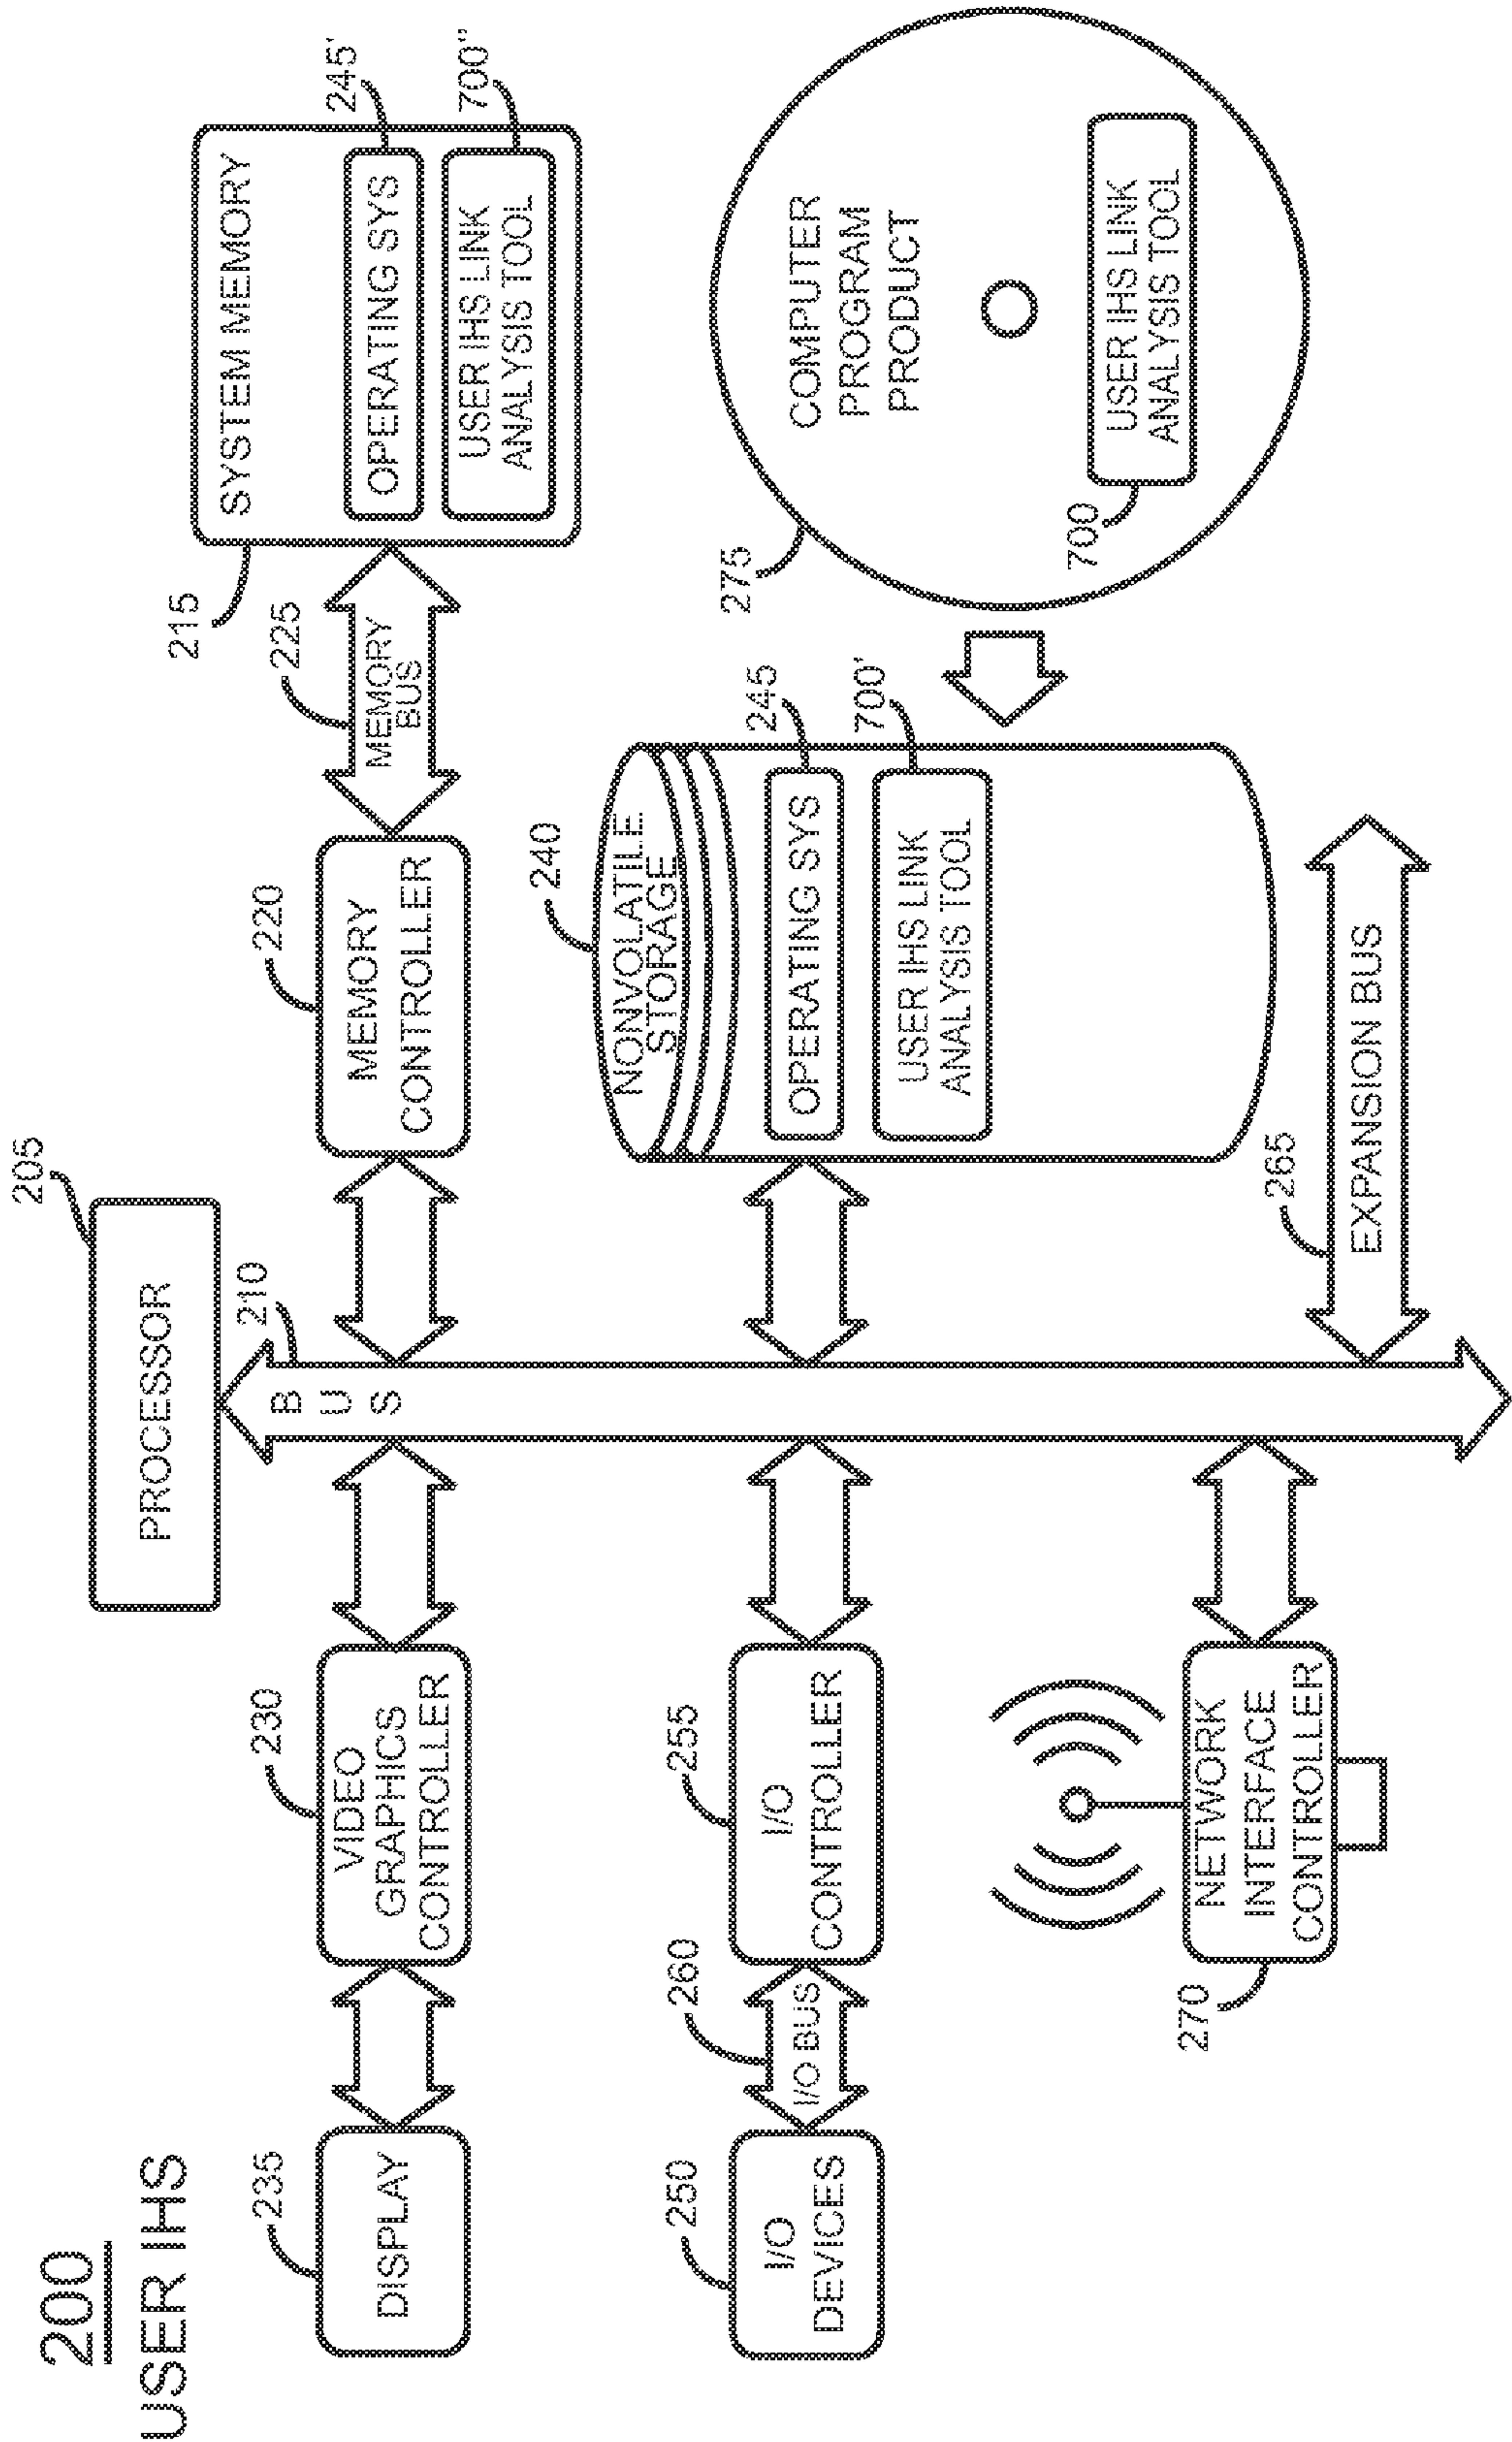 200
USER IHS
205
PROCESSOR
210
BUS
235
DISPLAY
230
VIDEO
GRAPHICS
CONTROLLER
220
MEMORY
CONTROLLER
225
MEMORY
BUS
215
SYSTEM MEMORY
OPERATING SYS
245'
USER IHS LINK
ANALYSIS TOOL
700''
250
I/O
DEVICES
260
I/O BUS
255
I/O
CONTROLLER
240
NONVOLATILE
STORAGE
OPERATING SYS
245
USER IHS LINK
ANALYSIS TOOL
700'
275
COMPUTER
PROGRAM
PRODUCT
700
USER IHS LINK
ANALYSIS TOOL
270
NETWORK
INTERFACE
CONTROLLER
265
EXPANSION BUS